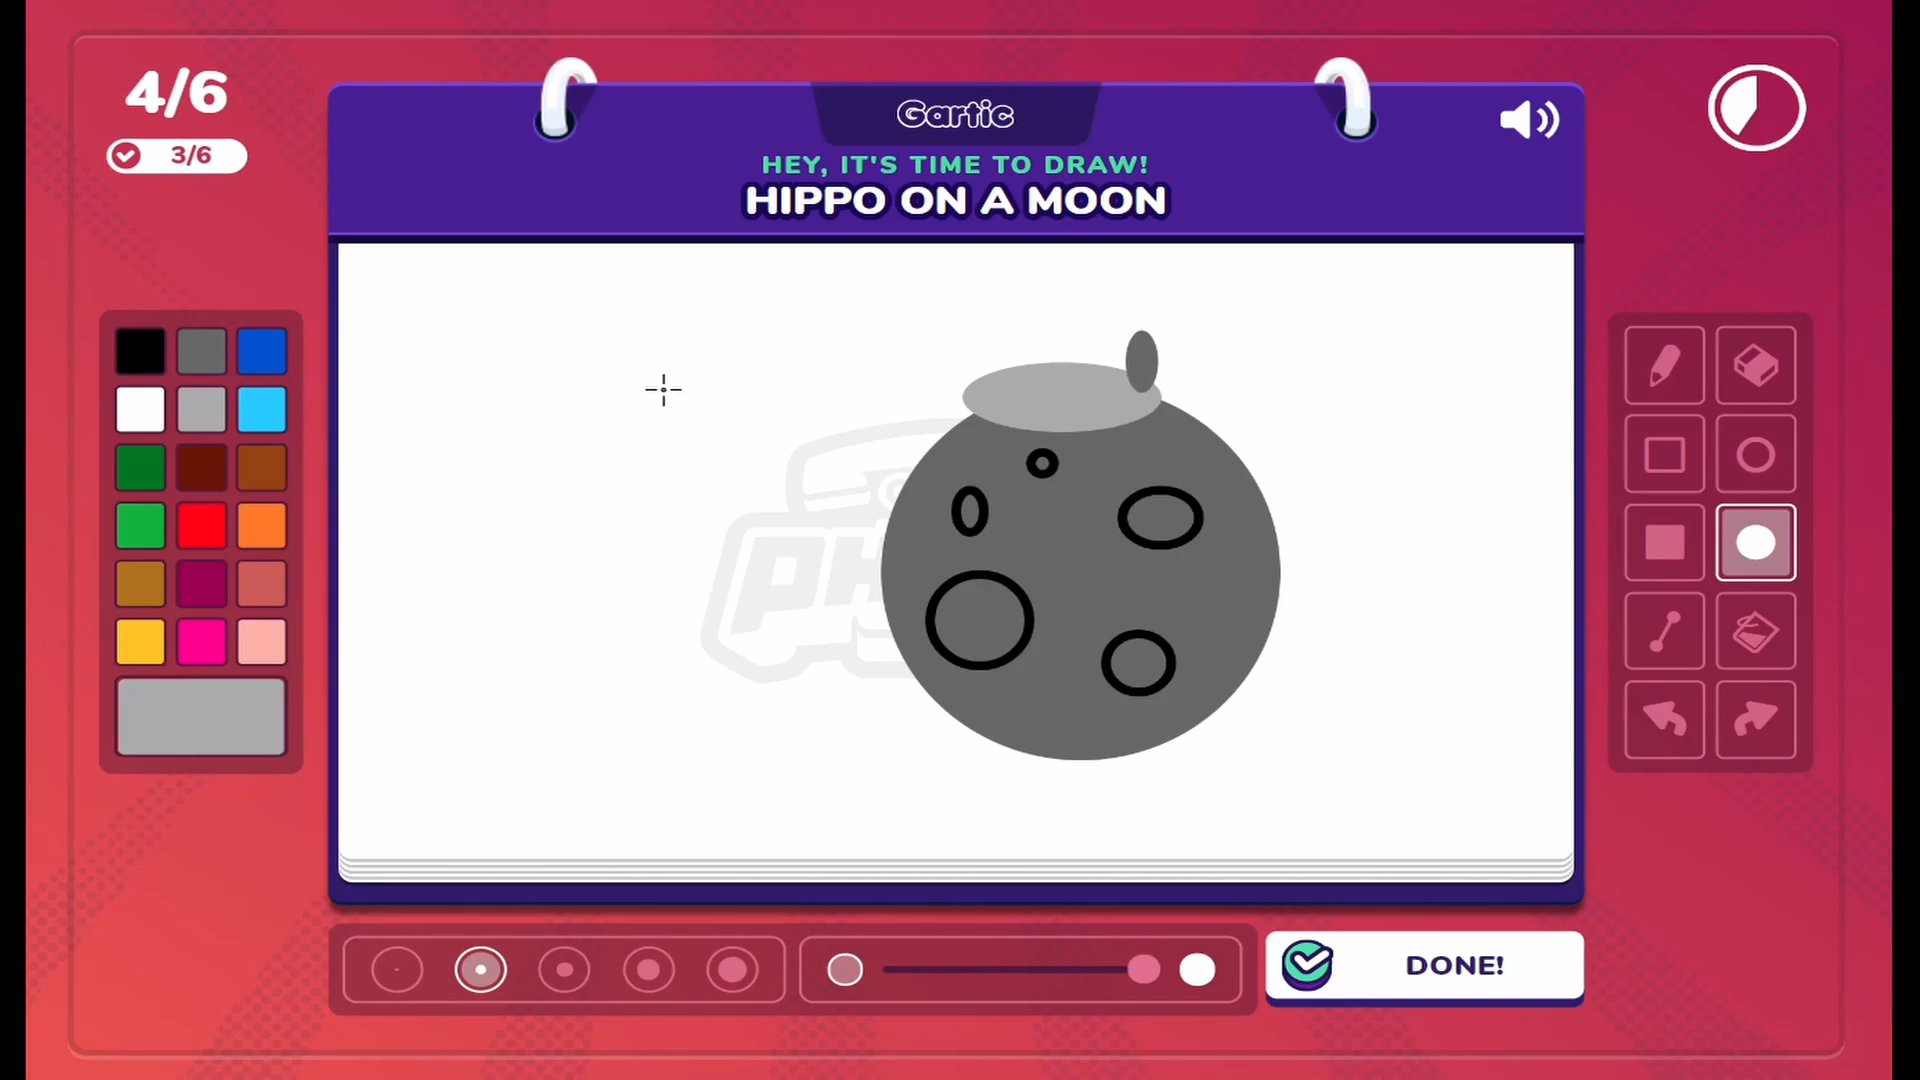 4/6
3/6
Gartic
HEY, IT'S TIME TO DRAW!
HIPPO ON A MOON
DONE!